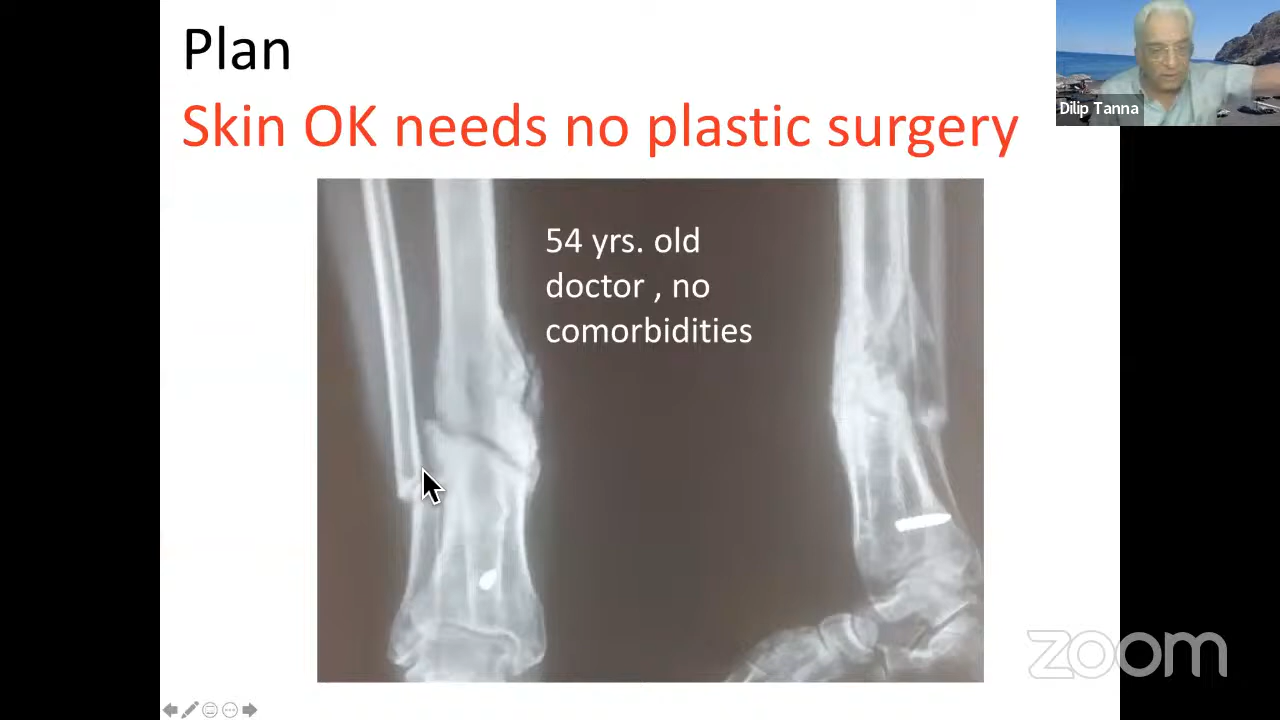 Plan
Skin OK needs no plastic surgery
54 yrs. old
doctor , no
comorbidities
Dilip Tanna
zoom